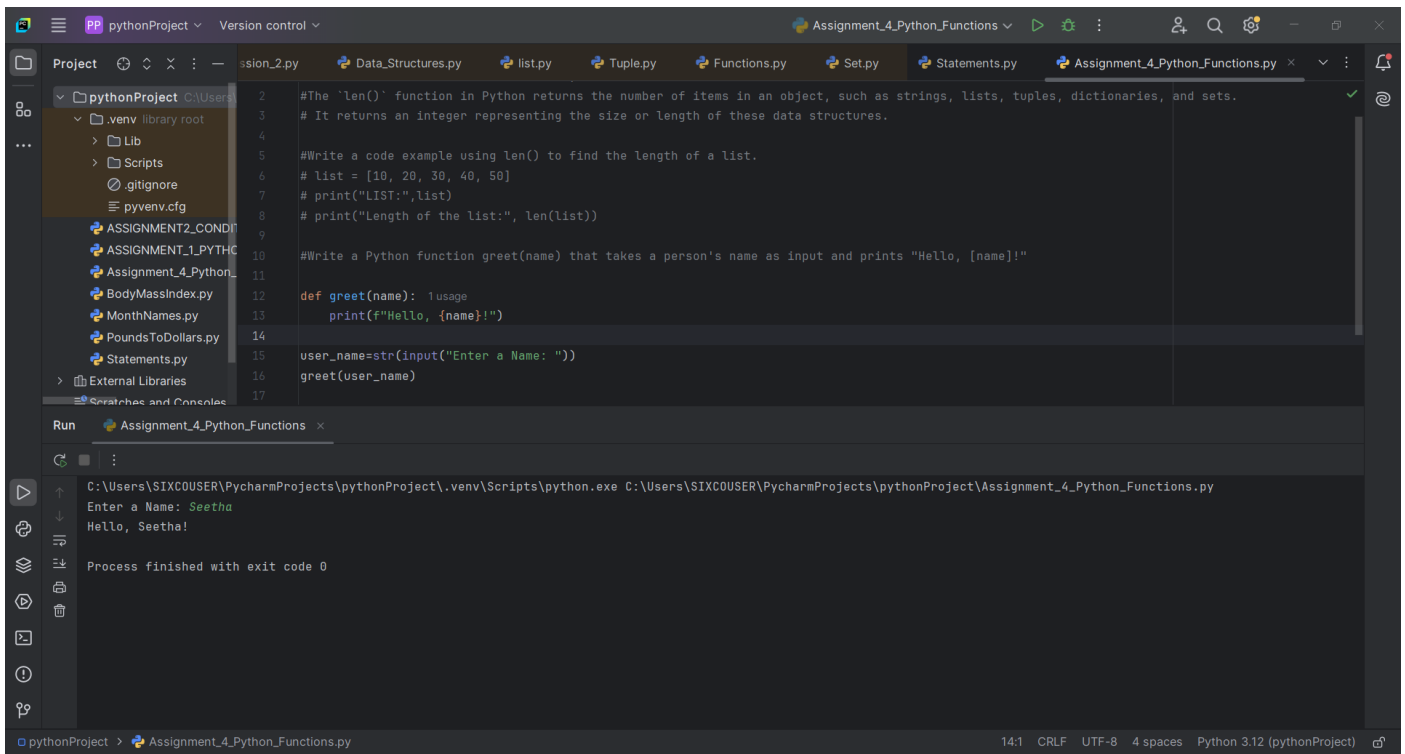 PP pythonProject Version control Assignment_4_Python_Functions
Project ssion_2.py Data_Structures.py list.py Tuple.py Functions.py Set.py Statements.py Assignment_4_Python_Functions.py
pythonProject C:\Users\
.venv library root
Lib
Scripts
.gitignore
pyvenv.cfg
ASSIGNMENT2_CONDIT
ASSIGNMENT_1_PYTHO
Assignment_4_Python_
BodyMassIndex.py
MonthNames.py
PoundsToDollars.py
Statements.py
External Libraries
Scratches and Consoles
2 #The `len()` function in Python returns the number of items in an object, such as strings, lists, tuples, dictionaries, and sets.
3 # It returns an integer representing the size or length of these data structures.
4
5 #Write a code example using len() to find the length of a list.
6 # list = [10, 20, 30, 40, 50]
7 # print("LIST:",list)
8 # print("Length of the list:", len(list))
9
10 #Write a Python function greet(name) that takes a person's name as input and prints "Hello, [name]!"
11
12 def greet(name): 1 usage
13 print(f"Hello, {name}!")
14
15 user_name=str(input("Enter a Name: "))
16 greet(user_name)
17
Run Assignment_4_Python_Functions
C:\Users\SIXCOUSER\PycharmProjects\pythonProject\.venv\Scripts\python.exe C:\Users\SIXCOUSER\PycharmProjects\pythonProject\Assignment_4_Python_Functions.py
Enter a Name: Seetha
Hello, Seetha!
Process finished with exit code 0
pythonProject > Assignment_4_Python_Functions.py 14:1 CRLF UTF-8 4 spaces Python 3.12 (pythonProject)